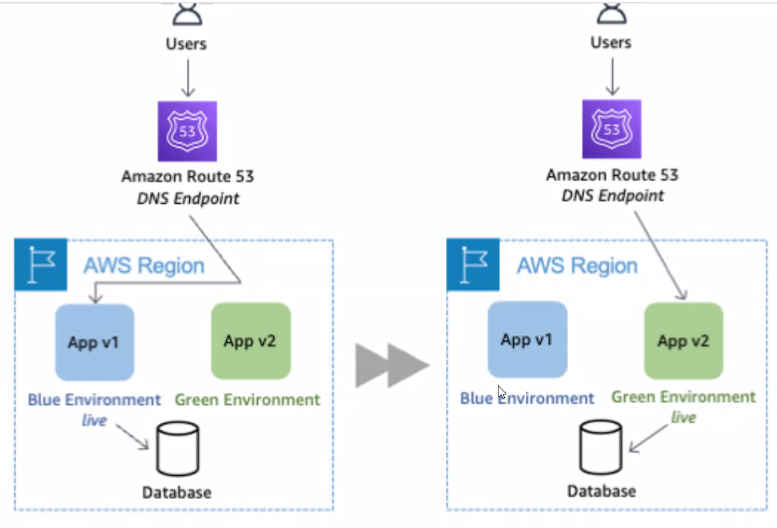 Users
53
Amazon Route 53
DNS Endpoint
AWS Region
App v1
App v2
Blue Environment
live
Green Environment
Database
Users
53
Amazon Route 53
DNS Endpoint
AWS Region
App v1
App v2
Blue Environment
Green Environment
live
Database